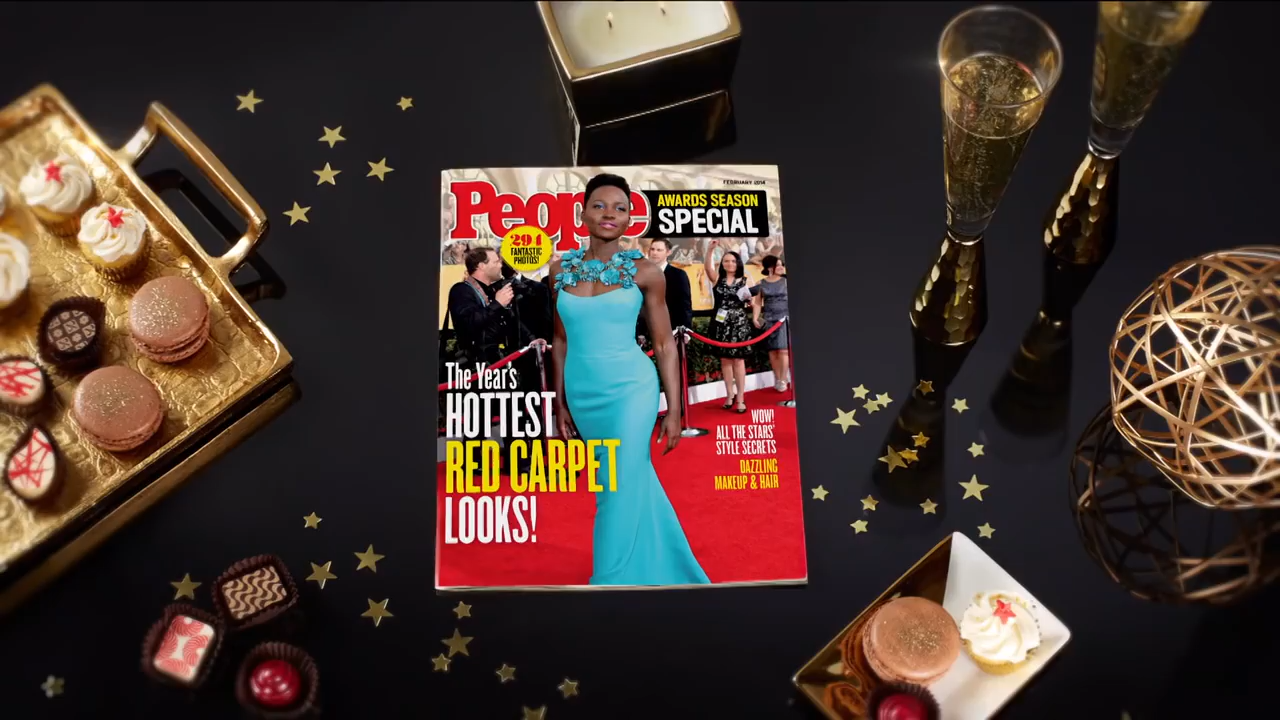 FEBRUARY 2014
People
AWARDS SEASON
SPECIAL
294
FANTASTIC
PHOTOS!
The Year's
HOTTEST
RED CARPET
LOOKS!
WOW!
ALL THE STARS'
STYLE SECRETS
DAZZLING
MAKEUP & HAIR